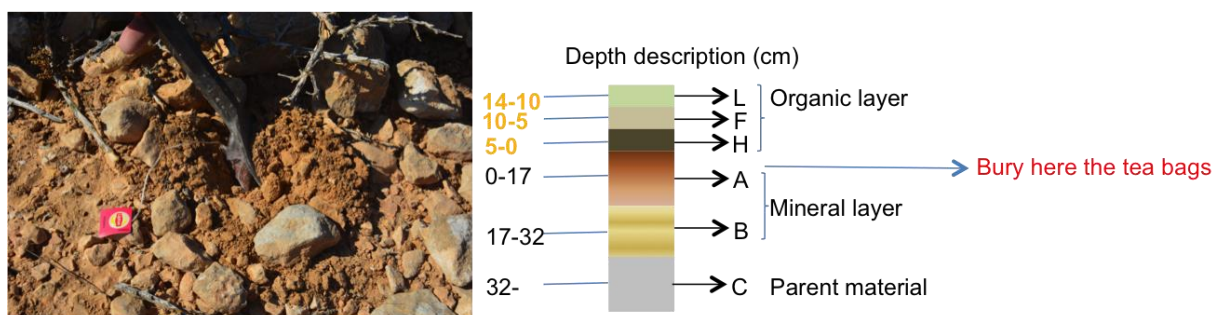 Depth description (cm)
14-10
L
Organic layer
10-5
F
5-0
H
Bury here the tea bags
0-17
A
Mineral layer
17-32
B
32-
C
Parent material